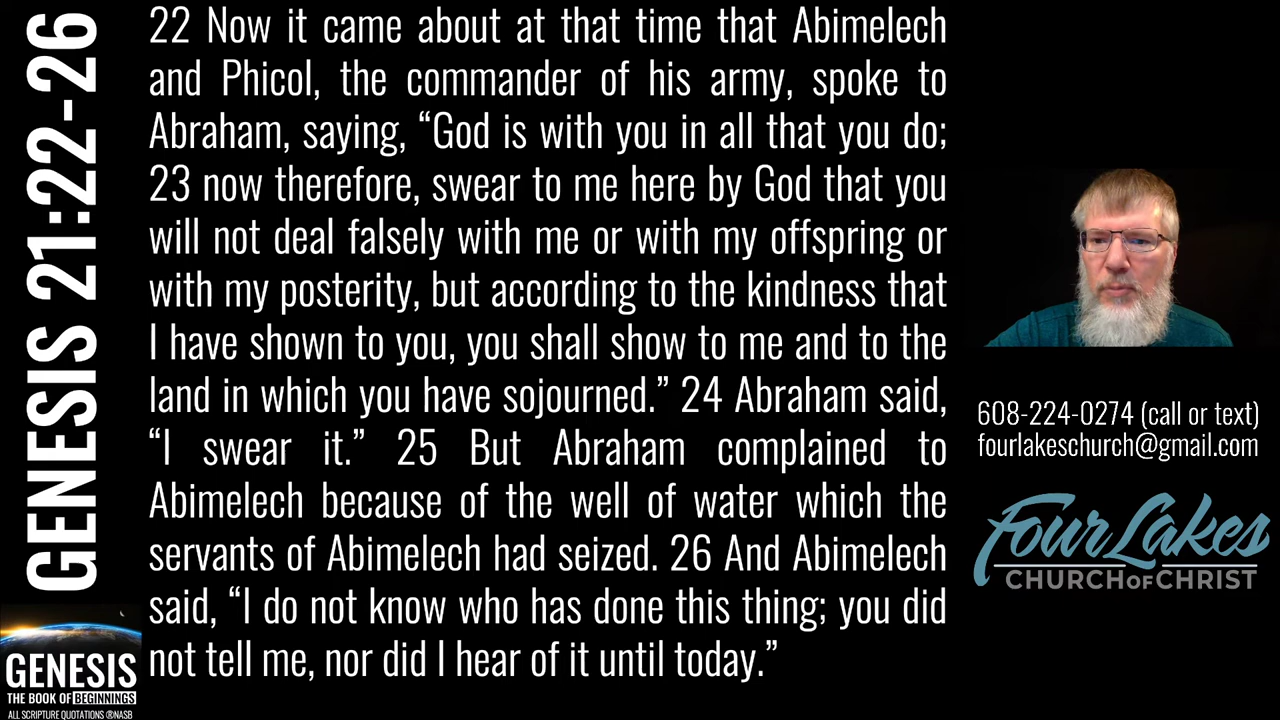 GENESIS 21:22-26
22 Now it came about at that time that Abimelech
and Phicol, the commander of his army, spoke to
Abraham, saying, “God is with you in all that you do;
23 now therefore, swear to me here by God that you
will not deal falsely with me or with my offspring or
with my posterity, but according to the kindness that
I have shown to you, you shall show to me and to the
land in which you have sojourned.” 24 Abraham said,
“I swear it.” 25 But Abraham complained to
Abimelech because of the well of water which the
servants of Abimelech had seized. 26 And Abimelech
said, “I do not know who has done this thing; you did
not tell me, nor did I hear of it until today.”
608-224-0274 (call or text)
fourlakeschurch@gmail.com
Four Lakes
CHURCH OF CHRIST
GENESIS
THE BOOK OF BEGINNINGS
ALL SCRIPTURE QUOTATIONS ®NASB